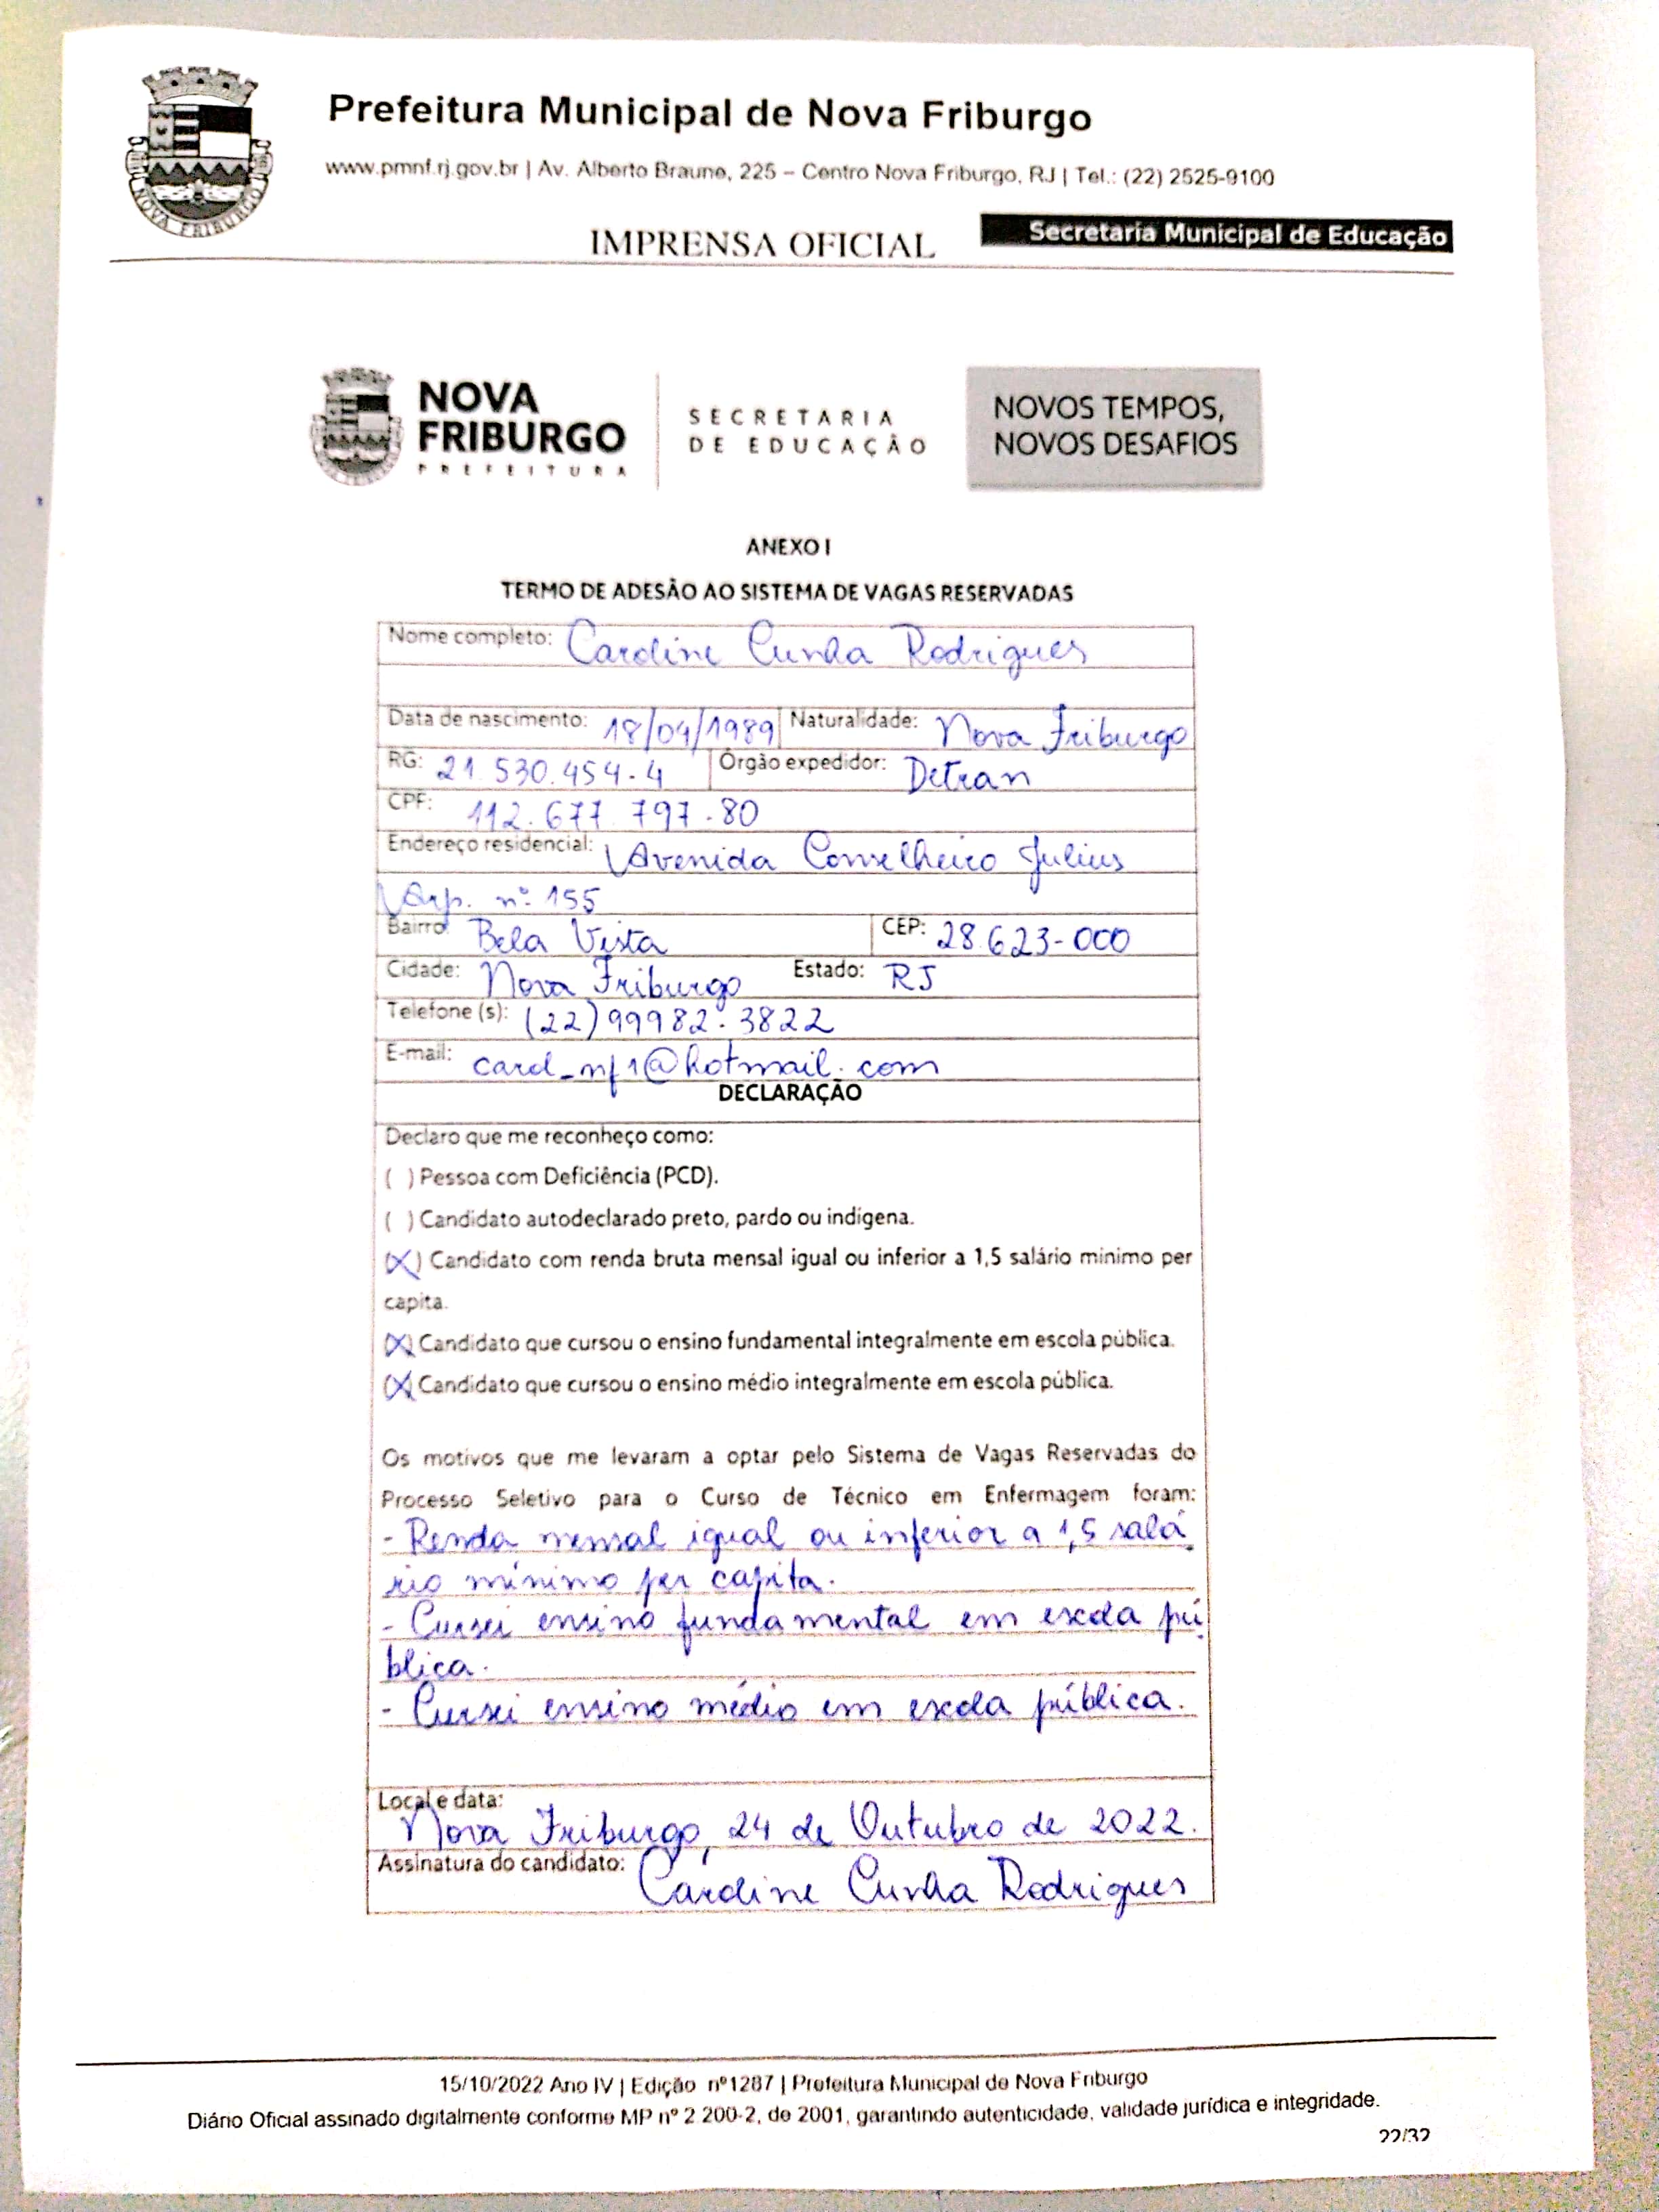 NOVA FRIBURGO
Prefeitura Municipal de Nova Friburgo
www.pmnf.rj.gov.br | Av. Alberto Braune, 225 – Centro Nova Friburgo, RJ | Tel.: (22) 2525-9100
IMPRENSA OFICIAL
Secretaria Municipal de Educação
NOVA
FRIBURGO
PREFEITURA
SECRETARIA
DE EDUCAÇÃO
NOVOS TEMPOS,
NOVOS DESAFIOS
ANEXO I
TERMO DE ADESÃO AO SISTEMA DE VAGAS RESERVADAS
Nome completo: Caroline Cunha Rodrigues
Data de nascimento: 18/04/1989 Naturalidade: Nova Friburgo
RG: 21.530.454-4 Órgão expedidor: Detran
CPF: 112.677.797-80
Endereço residencial: Avenida Conselheiro Julius
Arp. nº 155
Bairro: Bela Vista CEP: 28.623-000
Cidade: Nova Friburgo Estado: RJ
Telefone (s): (22) 99982-3822
E-mail: carol_nf1@hotmail.com
DECLARAÇÃO
Declaro que me reconheço como:
( ) Pessoa com Deficiência (PCD).
( ) Candidato autodeclarado preto, pardo ou indígena.
(X) Candidato com renda bruta mensal igual ou inferior a 1,5 salário mínimo per
capita.
(X) Candidato que cursou o ensino fundamental integralmente em escola pública.
(X) Candidato que cursou o ensino médio integralmente em escola pública.
Os motivos que me levaram a optar pelo Sistema de Vagas Reservadas do
Processo Seletivo para o Curso de Técnico em Enfermagem foram:
- Renda mensal igual ou inferior a 1,5 salá
rio mínimo per capita.
- Cursei ensino fundamental em escola pú
blica.
- Cursei ensino médio em escola pública.
Local e data:
Nova Friburgo, 24 de Outubro de 2022.
Assinatura do candidato: Caroline Cunha Rodrigues
15/10/2022 Ano IV | Edição nº1287 | Prefeitura Municipal de Nova Friburgo
Diário Oficial assinado digitalmente conforme MP nº 2.200-2, de 2001, garantindo autenticidade, validade jurídica e integridade.
22/32